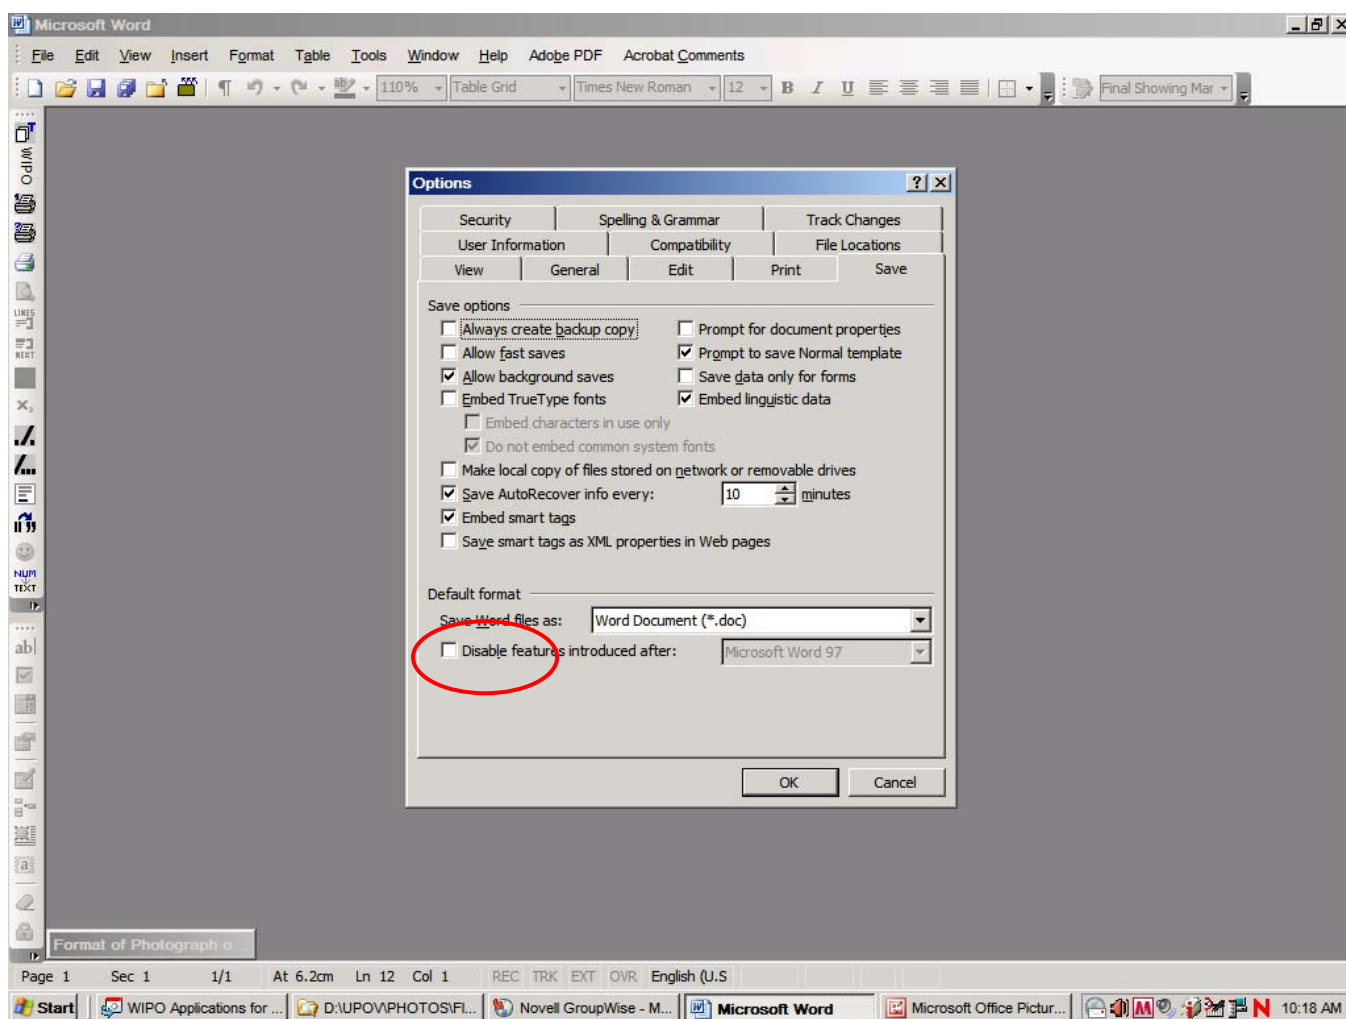 Microsoft Word
File Edit View Insert Format Table Tools Window Help Adobe PDF Acrobat Comments
110% Table Grid Times New Roman 12 B I U Final Showing Mar
WIPO
LINES
NEXT
NUM
TEXT
ab
a
Options
Security Spelling & Grammar Track Changes
User Information Compatibility File Locations
View General Edit Print Save
Save options
Always create backup copy Prompt for document properties
Allow fast saves Prompt to save Normal template
Allow background saves Save data only for forms
Embed TrueType fonts Embed linguistic data
Embed characters in use only
Do not embed common system fonts
Make local copy of files stored on network or removable drives
Save AutoRecover info every: 10 minutes
Embed smart tags
Save smart tags as XML properties in Web pages
Default format
Save Word files as: Word Document (*.doc)
Disable features introduced after: Microsoft Word 97
OK Cancel
Format of Photograph o...
Page 1 Sec 1 1/1 At 6.2cm Ln 12 Col 1 REC TRK EXT OVR English (U.S
Start WIPO Applications for ... D:\UPOV\PHOTOS\FI... Novell GroupWise - M... Microsoft Word Microsoft Office Pictur... 10:18 AM